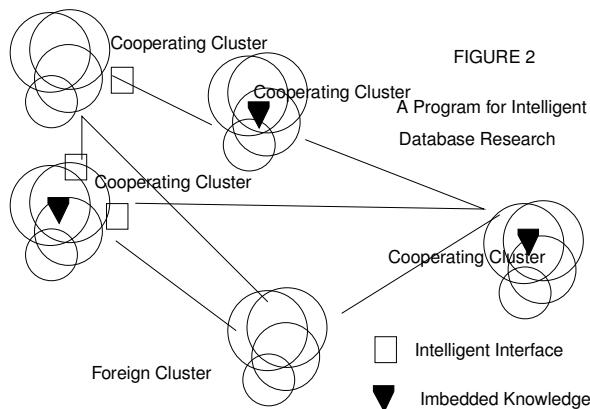 Cooperating Cluster
FIGURE 2
Cooperating Cluster
A Program for Intelligent
Database Research
Cooperating Cluster
Cooperating Cluster
Intelligent Interface
Foreign Cluster
Imbedded Knowledge